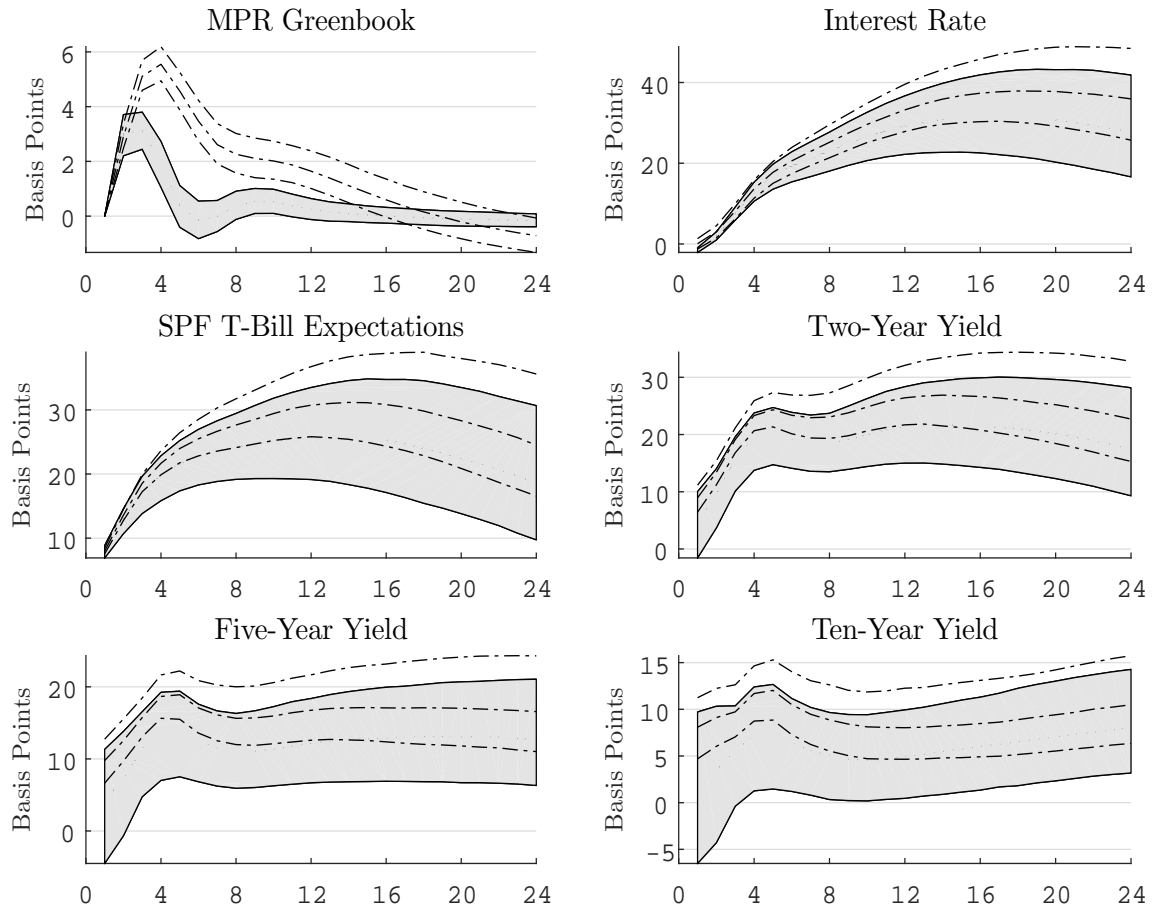 MPR Greenbook
Basis Points
6
4
2
0
0 4 8 12 16 20 24
Interest Rate
Basis Points
40
20
0
0 4 8 12 16 20 24
SPF T-Bill Expectations
Basis Points
30
20
10
0 4 8 12 16 20 24
Two-Year Yield
Basis Points
30
20
10
0
0 4 8 12 16 20 24
Five-Year Yield
Basis Points
20
10
0
0 4 8 12 16 20 24
Ten-Year Yield
Basis Points
15
10
5
0
-5
0 4 8 12 16 20 24